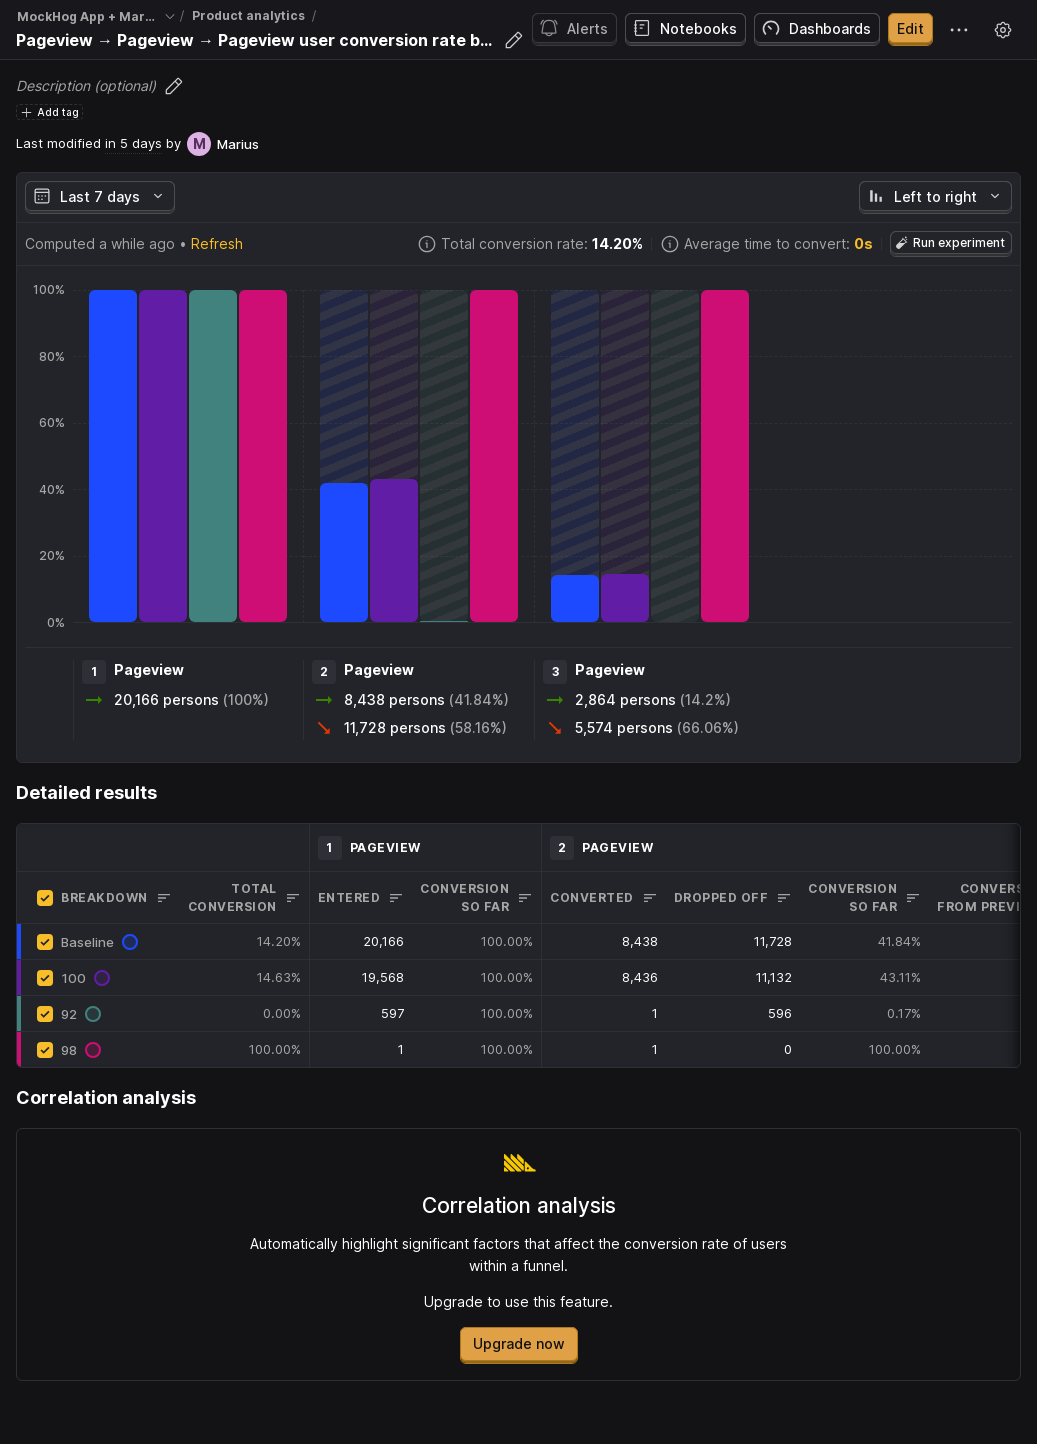 MockHog App + Mar... / Product analytics /
Pageview → Pageview → Pageview user conversion rate b...
Alerts
Notebooks
Dashboards
Edit
Description (optional)
Add tag
Last modified in 5 days by M Marius
Last 7 days
Left to right
Computed a while ago • Refresh
Total conversion rate: 14.20%
Average time to convert: 0s
Run experiment
100%
80%
60%
40%
20%
0%
1 Pageview
20,166 persons (100%)
2 Pageview
8,438 persons (41.84%)
11,728 persons (58.16%)
3 Pageview
2,864 persons (14.2%)
5,574 persons (66.06%)
Detailed results
1 PAGEVIEW 2 PAGEVIEW
BREAKDOWN
TOTAL
CONVERSION
ENTERED
CONVERSION
SO FAR
CONVERTED
DROPPED OFF
CONVERSION
SO FAR
CONVERS
FROM PREVI
Baseline 14.20% 20,166 100.00% 8,438 11,728 41.84%
100 14.63% 19,568 100.00% 8,436 11,132 43.11%
92 0.00% 597 100.00% 1 596 0.17%
98 100.00% 1 100.00% 1 0 100.00%
Correlation analysis
Correlation analysis
Automatically highlight significant factors that affect the conversion rate of users
within a funnel.
Upgrade to use this feature.
Upgrade now